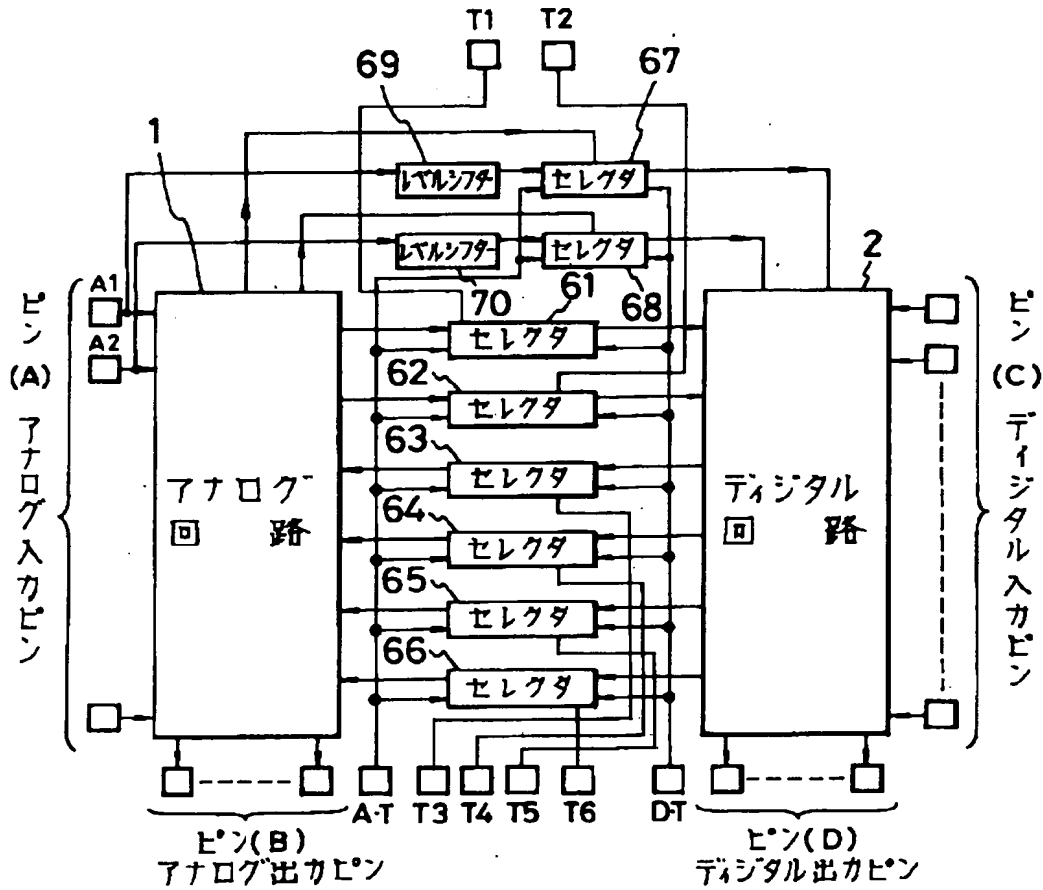 T1
T2
69
67
1
レベルシフター
セレクタ
レベルシフター
セレクタ
2
A1
70
61
68
セレクタ
A2
62
セレクタ
63
セレクタ
64
セレクタ
65
セレクタ
66
セレクタ
ピン
(A)
アナログ入力ピン
アナログ
回路
ディジタル
回路
ピン
(C)
ディジタル入力ピン
A·T
T3
T4
T5
T6
D·T
ピン(B)
アナログ出力ピン
ピン(D)
ディジタル出力ピン